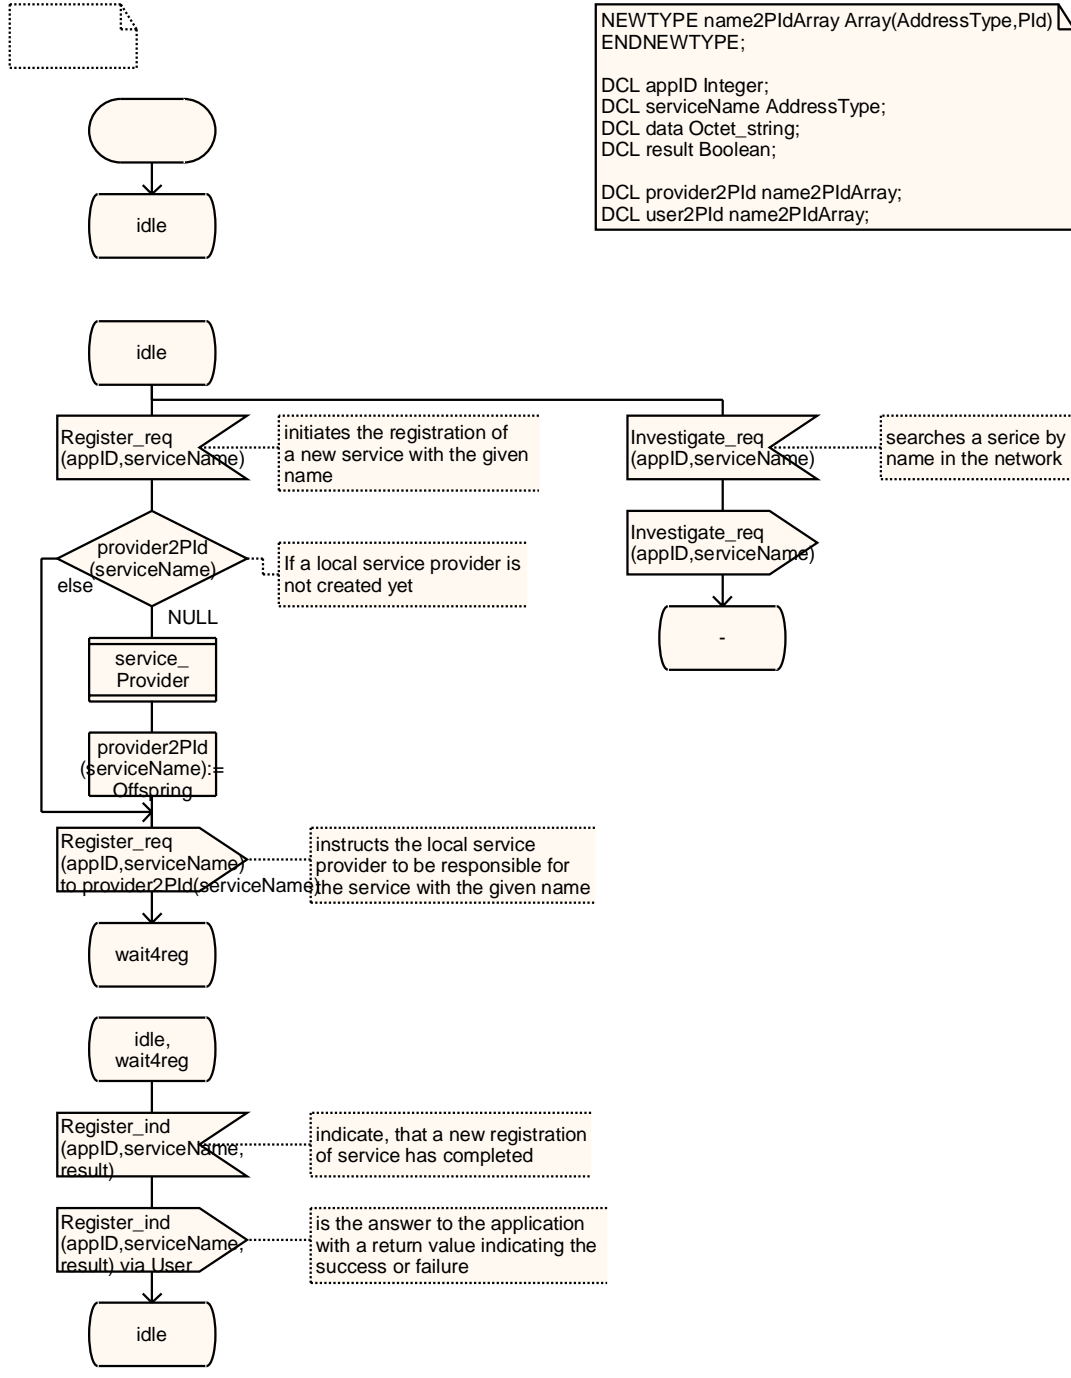 NEWTYPE name2PIdArray Array(AddressType,PId)
ENDNEWTYPE;
DCL appID Integer;
DCL serviceName AddressType;
DCL data Octet_string;
DCL result Boolean;
DCL provider2PId name2PIdArray;
DCL user2PId name2PIdArray;
idle
idle
Register_req
(appID,serviceName)
initiates the registration of
a new service with the given
name
Investigate_req
(appID,serviceName)
searches a serice by
name in the network
provider2PId
(serviceName)
else
NULL
If a local service provider is
not created yet
Investigate_req
(appID,serviceName)
-
service_
Provider
provider2PId
(serviceName):=
Offspring
Register_req
(appID,serviceName)
to provider2PId(serviceName)
instructs the local service
provider to be responsible for
the service with the given name
wait4reg
idle,
wait4reg
Register_ind
(appID,serviceName,
result)
indicate, that a new registration
of service has completed
Register_ind
(appID,serviceName,
result) via User
is the answer to the application
with a return value indicating the
success or failure
idle